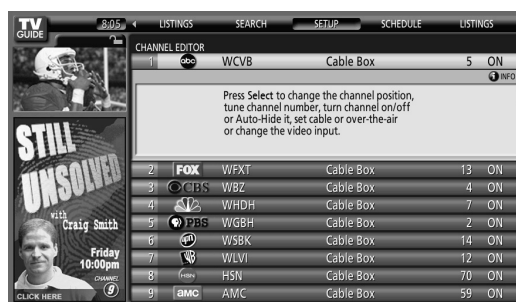 TV
GUIDE
8:05
LISTINGS SEARCH SETUP SCHEDULE LISTINGS
CHANNEL EDITOR
1 abc WCVB Cable Box 5 ON
INFO
Press Select to change the channel position,
tune channel number, turn channel on/off
or Auto-Hide it, set cable or over-the-air
or change the video input.
2 FOX WFXT Cable Box 13 ON
3 CBS WBZ Cable Box 4 ON
4 WHDH Cable Box 7 ON
5 PBS WGBH Cable Box 2 ON
6 WSBK Cable Box 14 ON
7 WB WLVI Cable Box 12 ON
8 HSN HSN Cable Box 70 ON
9 amc AMC Cable Box 59 ON
STILL
UNSOLVED
with
Craig Smith
Friday
10:00pm
CHANNEL
9
CLICK HERE